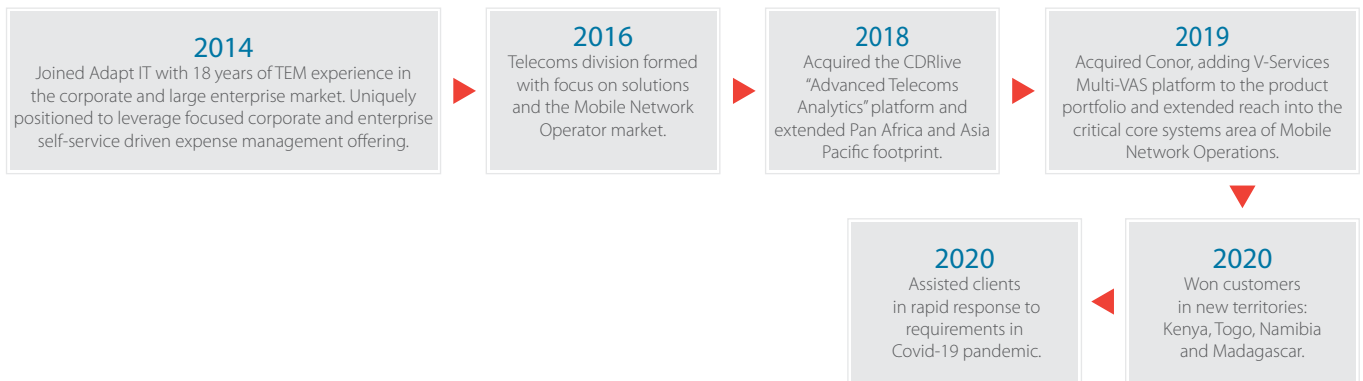 2014
Joined Adapt IT with 18 years of TEM experience in
the corporate and large enterprise market. Uniquely
positioned to leverage focused corporate and enterprise
self-service driven expense management offering.
2016
Telecoms division formed
with focus on solutions
and the Mobile Network
Operator market.
2018
Acquired the CDRlive
“Advanced Telecoms
Analytics” platform and
extended Pan Africa and Asia
Pacific footprint.
2019
Acquired Conor, adding V-Services
Multi-VAS platform to the product
portfolio and extended reach into the
critical core systems area of Mobile
Network Operations.
2020
Won customers
in new territories:
Kenya, Togo, Namibia
and Madagascar.
2020
Assisted clients
in rapid response to
requirements in
Covid-19 pandemic.